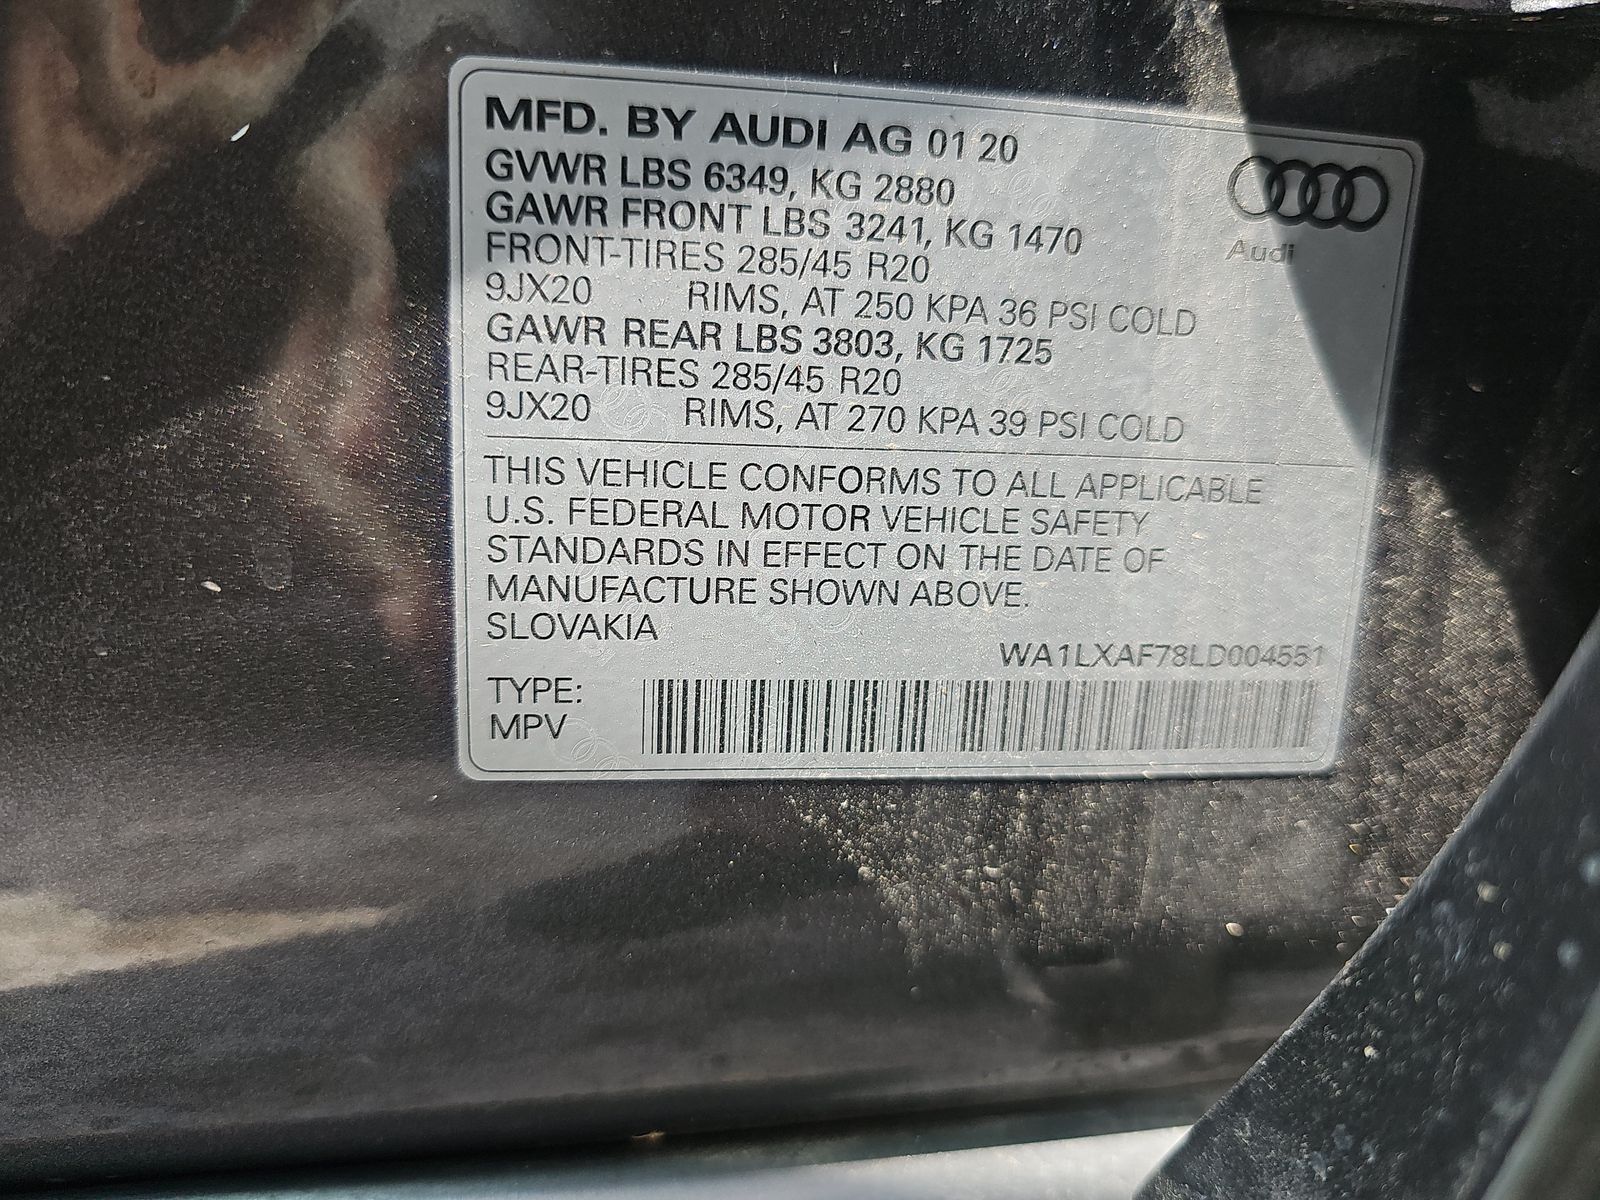 MFD. BY AUDI AG 01 20
GVWR LBS 6349, KG 2880
GAWR FRONT LBS 3241, KG 1470
FRONT-TIRES 285/45 R20
9JX20 RIMS, AT 250 KPA 36 PSI COLD
GAWR REAR LBS 3803, KG 1725
REAR-TIRES 285/45 R20
9JX20 RIMS, AT 270 KPA 39 PSI COLD
Audi
THIS VEHICLE CONFORMS TO ALL APPLICABLE
U.S. FEDERAL MOTOR VEHICLE SAFETY
STANDARDS IN EFFECT ON THE DATE OF
MANUFACTURE SHOWN ABOVE.
SLOVAKIA
WA1LXAF78LD004551
TYPE:
MPV